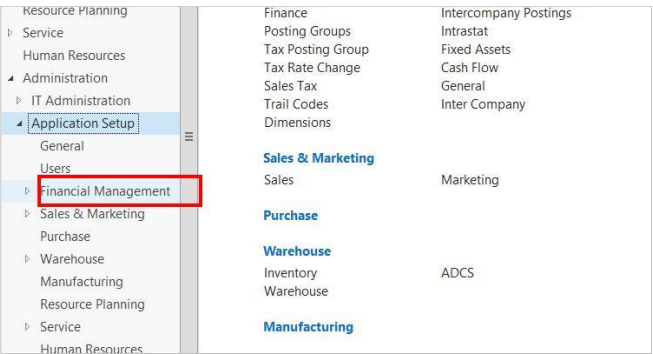 Resource Planning
Service
Human Resources
Administration
IT Administration
Application Setup
General
Users
Financial Management
Sales & Marketing
Purchase
Warehouse
Manufacturing
Resource Planning
Service
Human Resources
Finance
Intercompany Postings
Posting Groups
Intrastat
Tax Posting Group
Fixed Assets
Tax Rate Change
Cash Flow
Sales Tax
General
Trail Codes
Inter Company
Dimensions
Sales & Marketing
Sales
Marketing
Purchase
Warehouse
Inventory
ADCS
Warehouse
Manufacturing